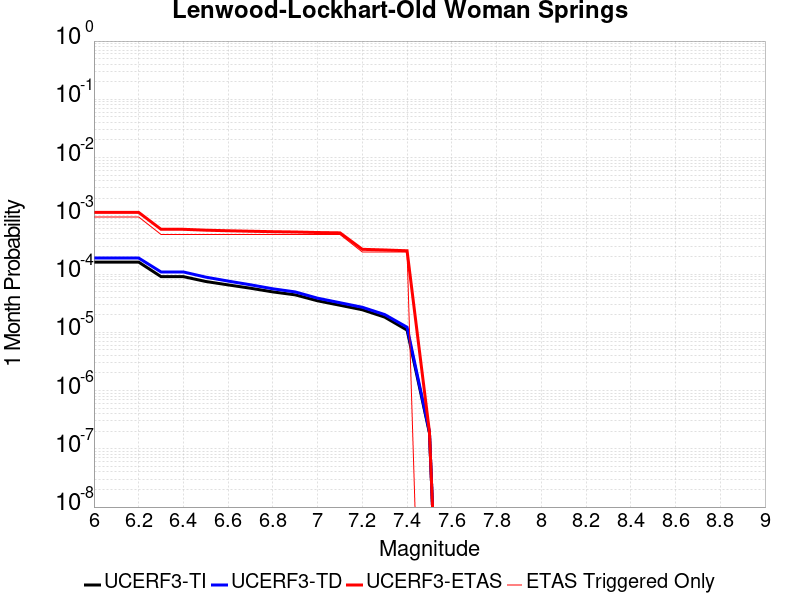 Lenwood-Lockhart-Old Woman Springs
10^0
10^-1
10^-2
10^-3
10^-4
10^-5
10^-6
10^-7
10^-8
1 Month Probability
6 6.2 6.4 6.6 6.8 7 7.2 7.4 7.6 7.8 8 8.2 8.4 8.6 8.8 9
Magnitude
UCERF3-TI UCERF3-TD UCERF3-ETAS ETAS Triggered Only